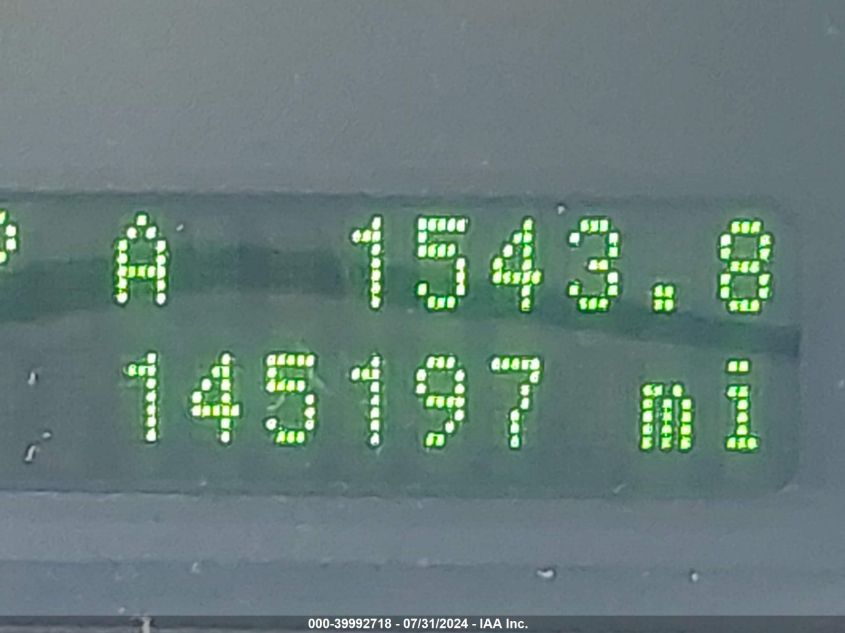 A 1543.8
145197 mi
000-39992718 - 07/31/2024 - IAA Inc.